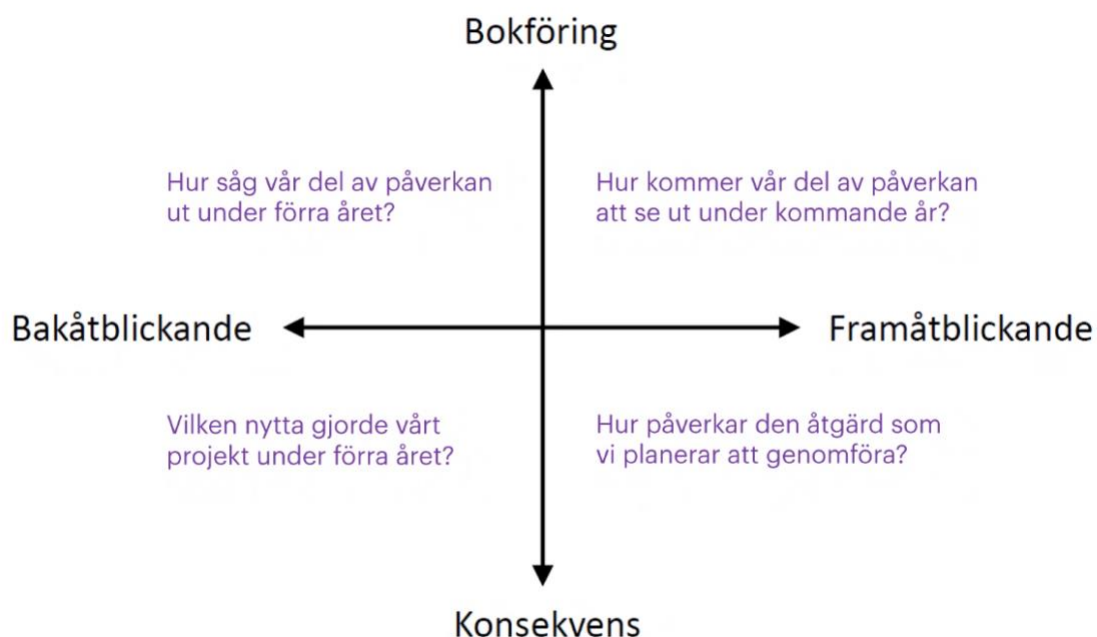 Bokföring
Hur såg vår del av påverkan
ut under förra året?
Hur kommer vår del av påverkan
att se ut under kommande år?
Bakåtblickande
Framåtblickande
Vilken nytta gjorde vårt
projekt under förra året?
Hur påverkar den åtgärd som
vi planerar att genomföra?
Konsekvens